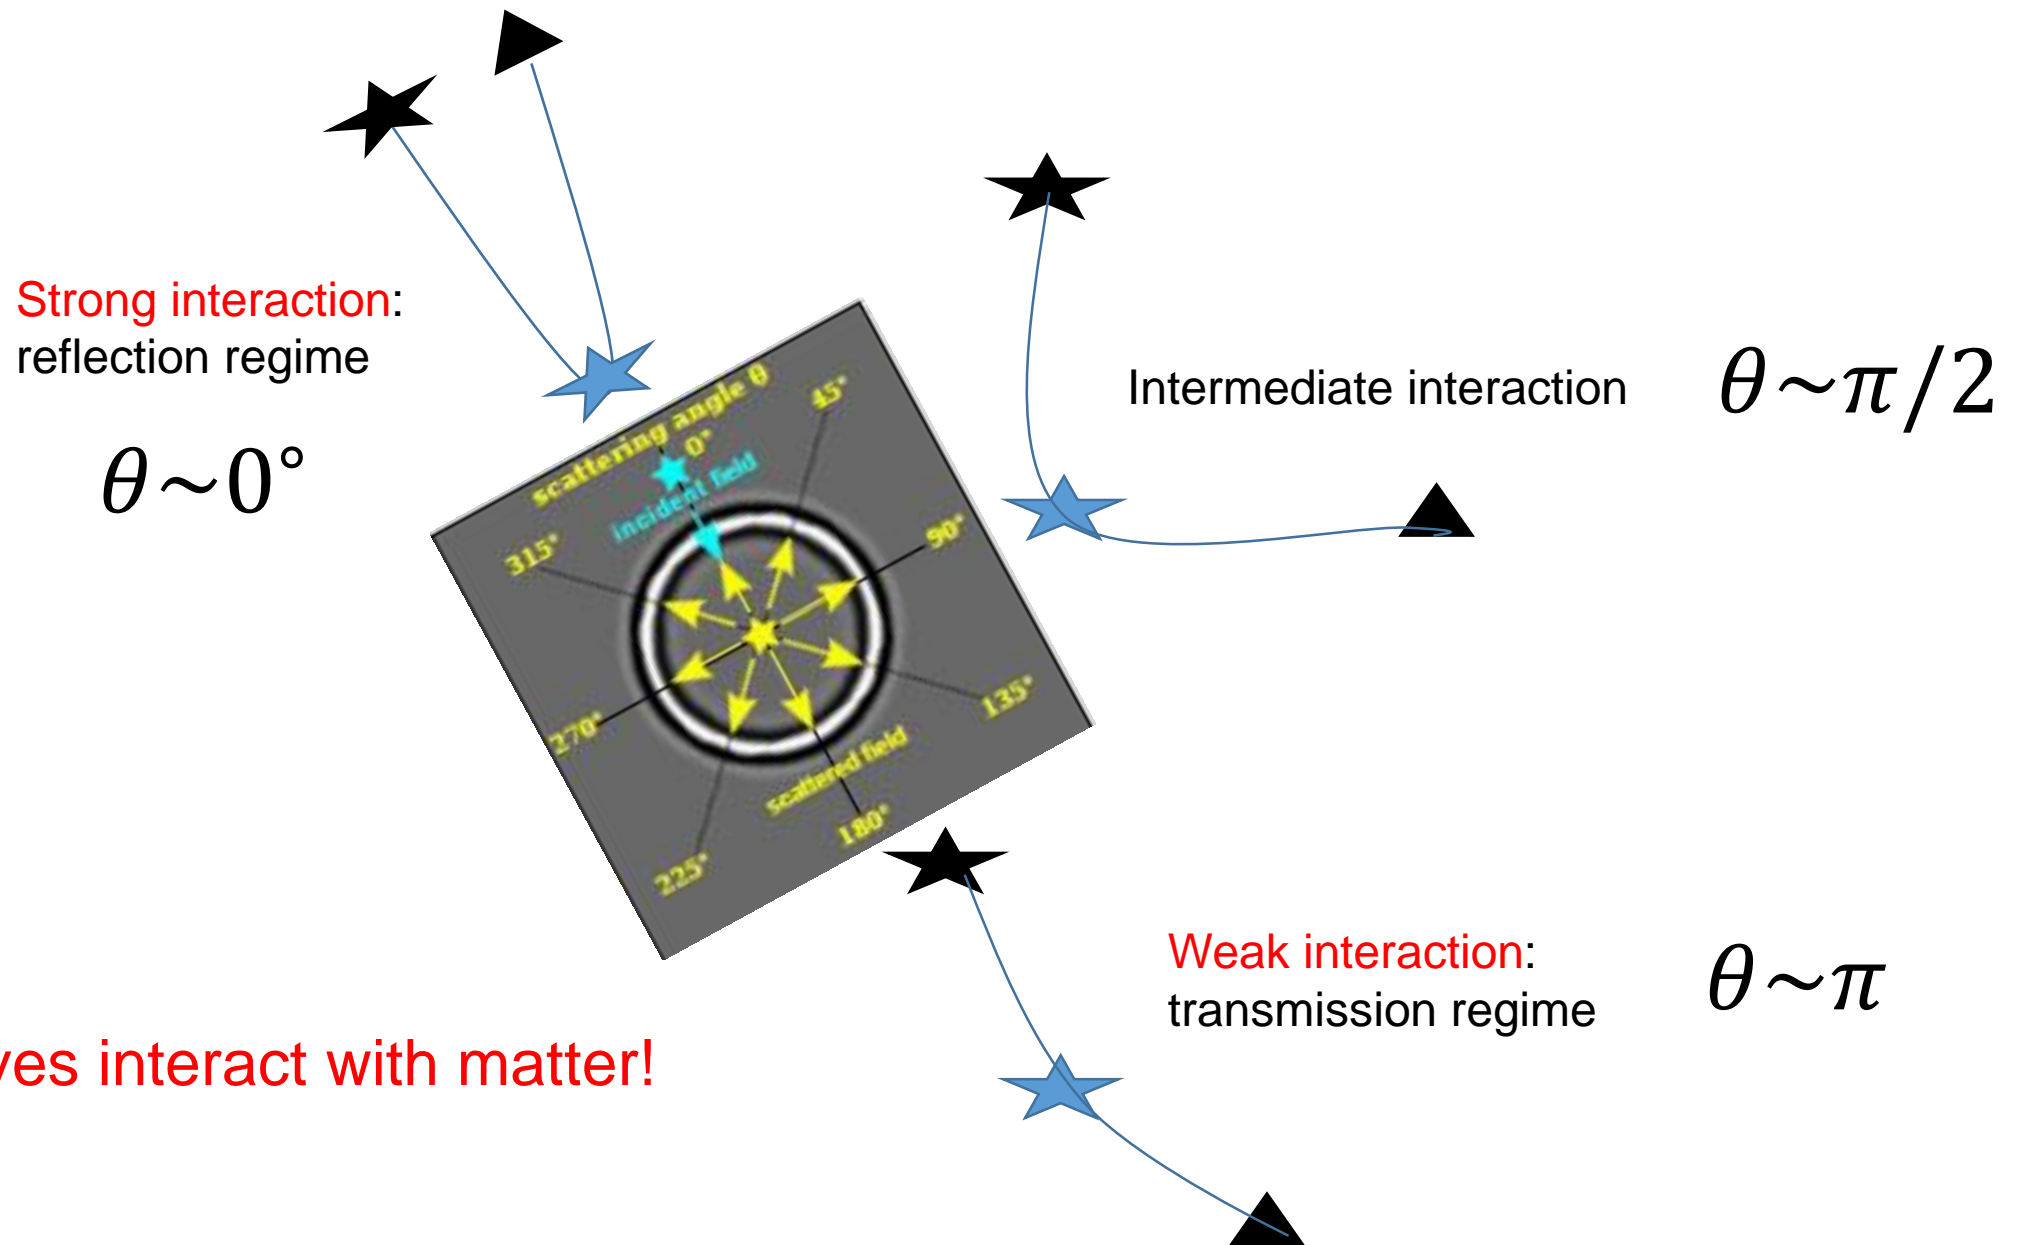 Strong interaction:
reflection regime
θ~0°
scattering angle θ
0°
45°
incident field
315°
90°
135°
270°
scattered field
180°
225°
Intermediate interaction
θ~π/2
Weak interaction:
transmission regime
θ~π
ves interact with matter!